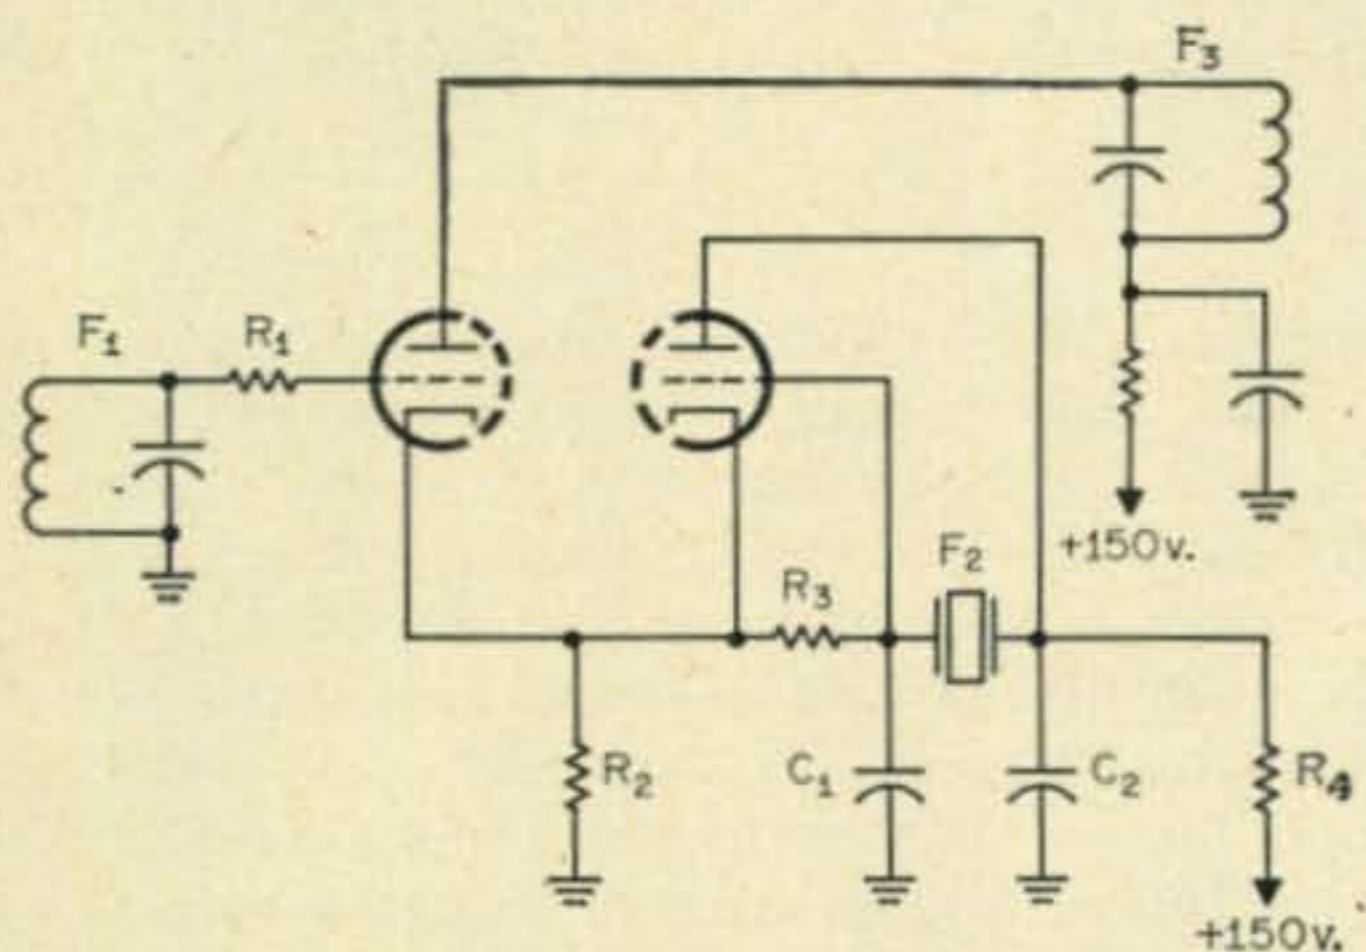 F₃
F₁
R₁
+150v.
F₂
R₃
R₂
C₁
C₂
R₄
+150v.